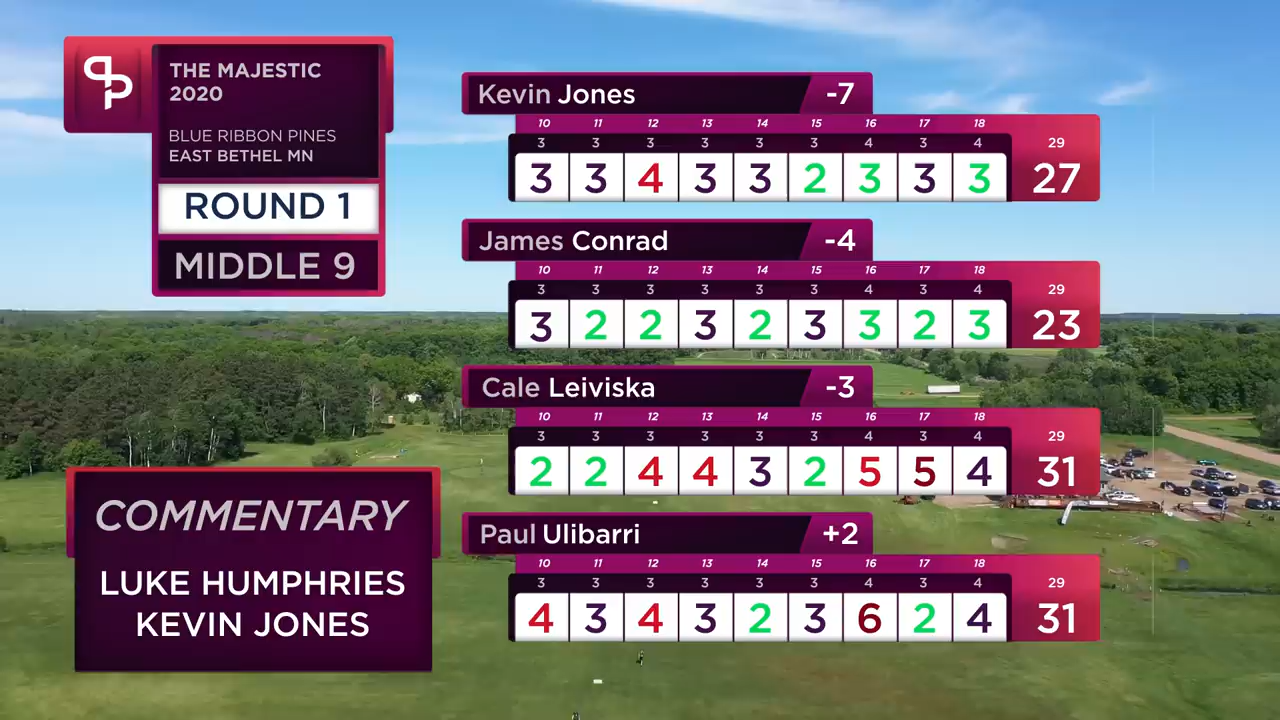 THE MAJESTIC
2020
BLUE RIBBON PINES
EAST BETHEL MN
ROUND 1
MIDDLE 9
Kevin Jones -7
10 11 12 13 14 15 16 17 18
3 3 3 3 3 3 4 3 4 29
3 3 4 3 3 2 3 3 3 27
James Conrad -4
10 11 12 13 14 15 16 17 18
3 3 3 3 3 3 4 3 4 29
3 2 2 3 2 3 3 2 3 23
Cale Leiviska -3
10 11 12 13 14 15 16 17 18
3 3 3 3 3 3 4 3 4 29
2 2 4 4 3 2 5 5 4 31
Paul Ulibarri +2
10 11 12 13 14 15 16 17 18
3 3 3 3 3 3 4 3 4 29
4 3 4 3 2 3 6 2 4 31
COMMENTARY
LUKE HUMPHRIES
KEVIN JONES